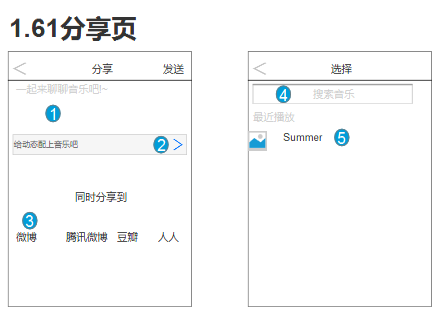 1.61分享页
分享 发送
一起来聊聊音乐吧!~
1
给动态配上音乐吧 2
同时分享到
3
微博 腾讯微博 豆瓣 人人
选择
4 搜索音乐
最近播放
Summer 5